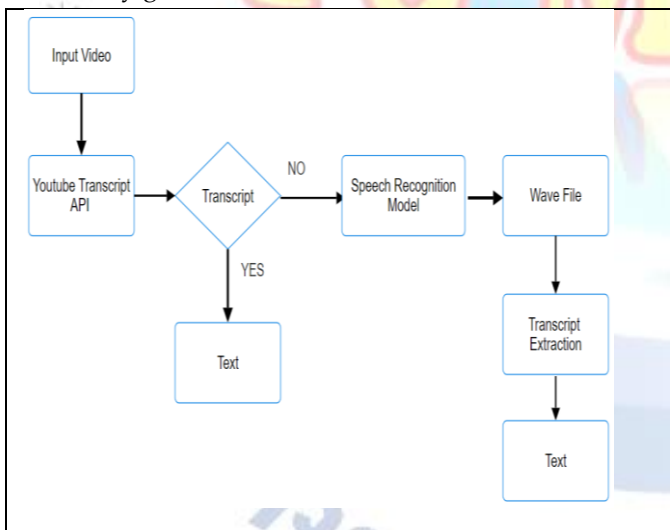 Input Video
Youtube Transcript
API
Transcript
NO
YES
Speech Recognition
Model
Wave File
Transcript
Extraction
Text
Text